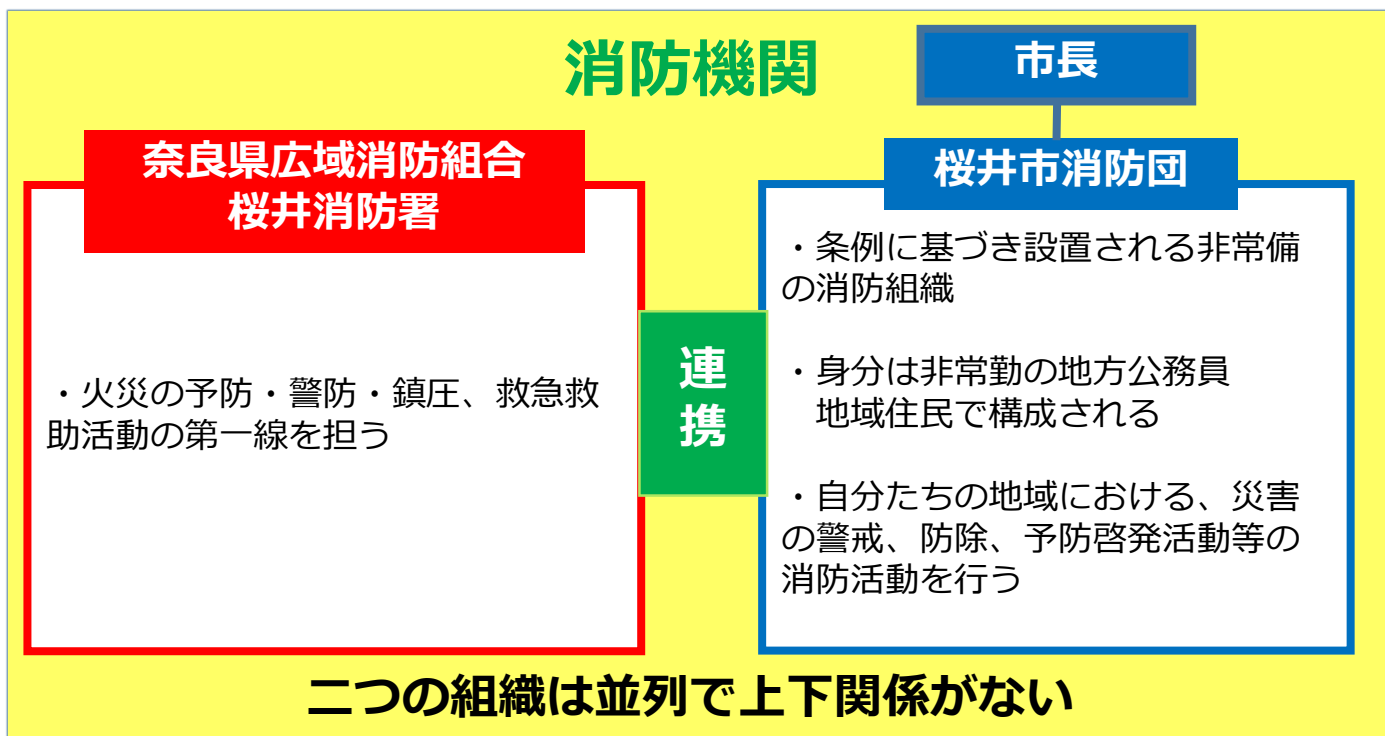 消防機関
市長
奈良県広域消防組合
桜井消防署
・火災の予防・警防・鎮圧、救急救
助活動の第一線を担う
連
携
桜井市消防団
・条例に基づき設置される非常備
の消防組織
・身分は非常勤の地方公務員
地域住民で構成される
・自分たちの地域における、災害
の警戒、防除、予防啓発活動等の
消防活動を行う
二つの組織は並列で上下関係がない